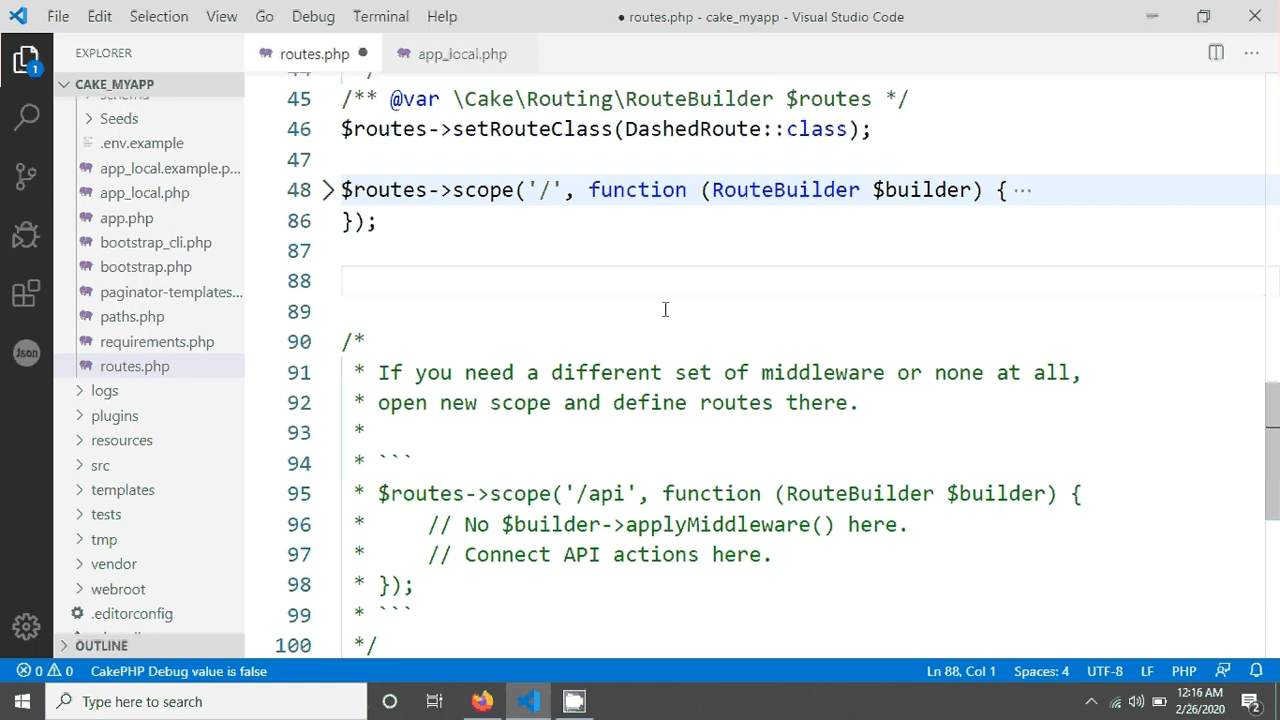 File Edit Selection View Go Debug Terminal Help ● routes.php - cake_myapp - Visual Studio Code
EXPLORER
routes.php ●
app_local.php
CAKE_MYAPP
Seeds
.env.example
app_local.example.p...
app_local.php
app.php
bootstrap_cli.php
bootstrap.php
paginator-templates...
paths.php
requirements.php
routes.php
logs
plugins
resources
src
templates
tests
tmp
vendor
webroot
.editorconfig
OUTLINE
1
Json
45 /** @var \Cake\Routing\RouteBuilder $routes */
46 $routes->setRouteClass(DashedRoute::class);
47
48 $routes->scope('/', function (RouteBuilder $builder) { ...
86 });
87
88
89
90 /*
91 * If you need a different set of middleware or none at all,
92 * open new scope and define routes there.
93 *
94 * ```
95 * $routes->scope('/api', function (RouteBuilder $builder) {
96 *     // No $builder->applyMiddleware() here.
97 *     // Connect API actions here.
98 * });
99 * ```
100 */
0 0 CakePHP Debug value is false Ln 88, Col 1 Spaces: 4 UTF-8 LF PHP
Type here to search
12:16 AM
2/26/2020
2